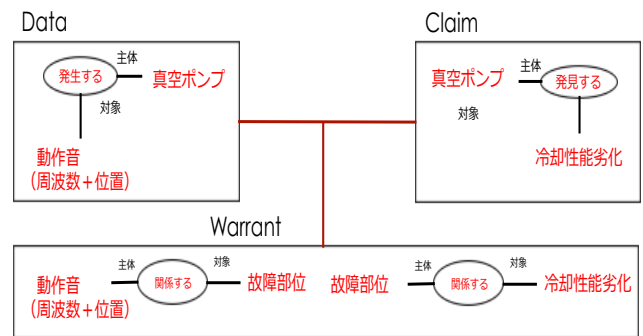 Data
発生する
主体
真空ポンプ
対象
動作音
(周波数+位置)
Claim
真空ポンプ
主体
発見する
対象
冷却性能劣化
Warrant
動作音
(周波数+位置)
主体
関係する
対象
故障部位
故障部位
主体
関係する
対象
冷却性能劣化